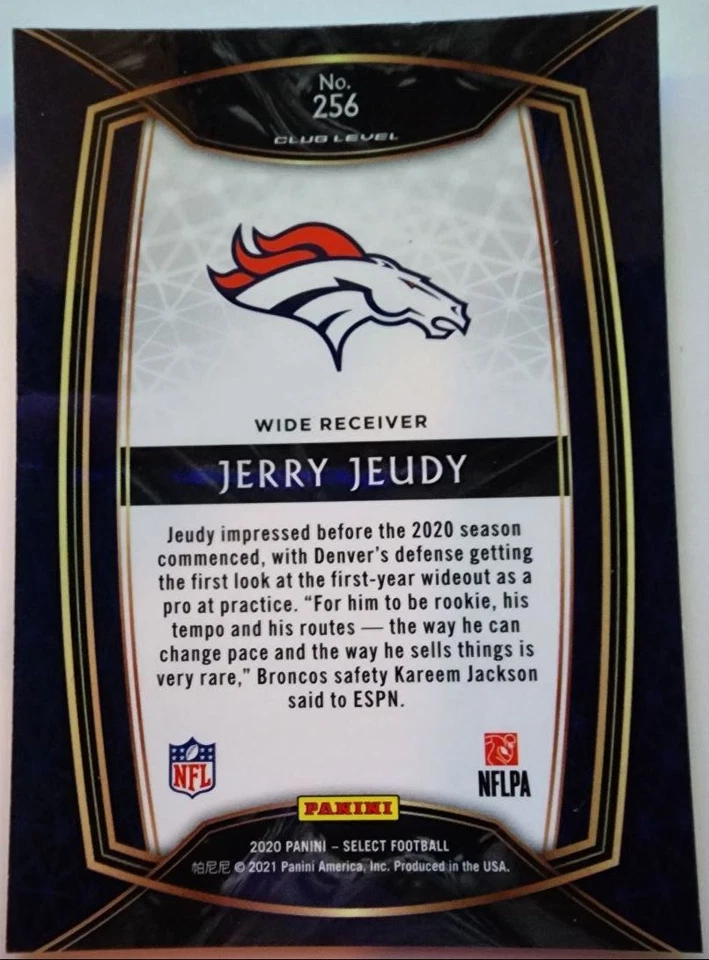 No.
256
CLUB LEVEL
WIDE RECEIVER
JERRY JEUDY
Jeudy impressed before the 2020 season
commenced, with Denver's defense getting
the first look at the first-year wideout as a
pro at practice. “For him to be rookie, his
tempo and his routes — the way he can
change pace and the way he sells things is
very rare,” Broncos safety Kareem Jackson
said to ESPN.
NFL
NFLPA
PANINI
2020 PANINI – SELECT FOOTBALL
帕尼尼 © 2021 Panini America, Inc. Produced in the USA.